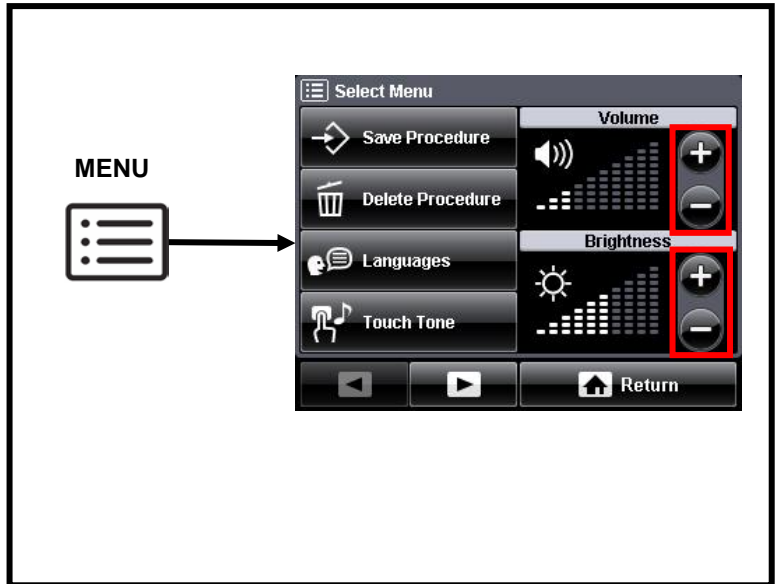 MENU
Select Menu
Save Procedure
Delete Procedure
Languages
Touch Tone
Volume
Brightness
Return